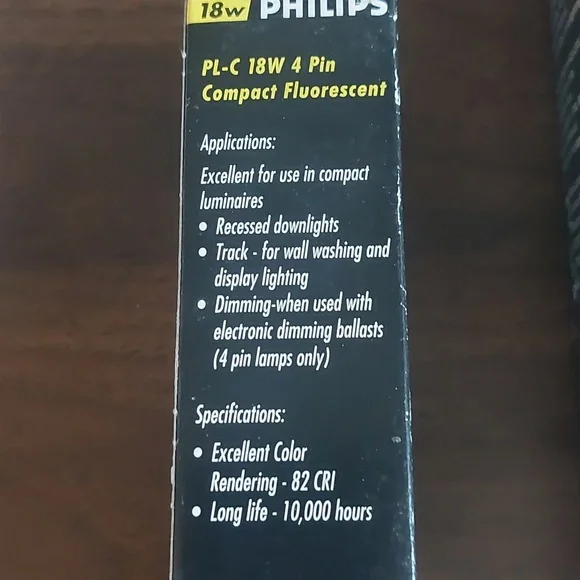 18w PHILIPS
PL-C 18W 4 Pin
Compact Fluorescent
Applications:
Excellent for use in compact
luminaires
• Recessed downlights
• Track - for wall washing and
display lighting
• Dimming-when used with
electronic dimming ballasts
(4 pin lamps only)
Specifications:
• Excellent Color
Rendering - 82 CRI
• Long life - 10,000 hours